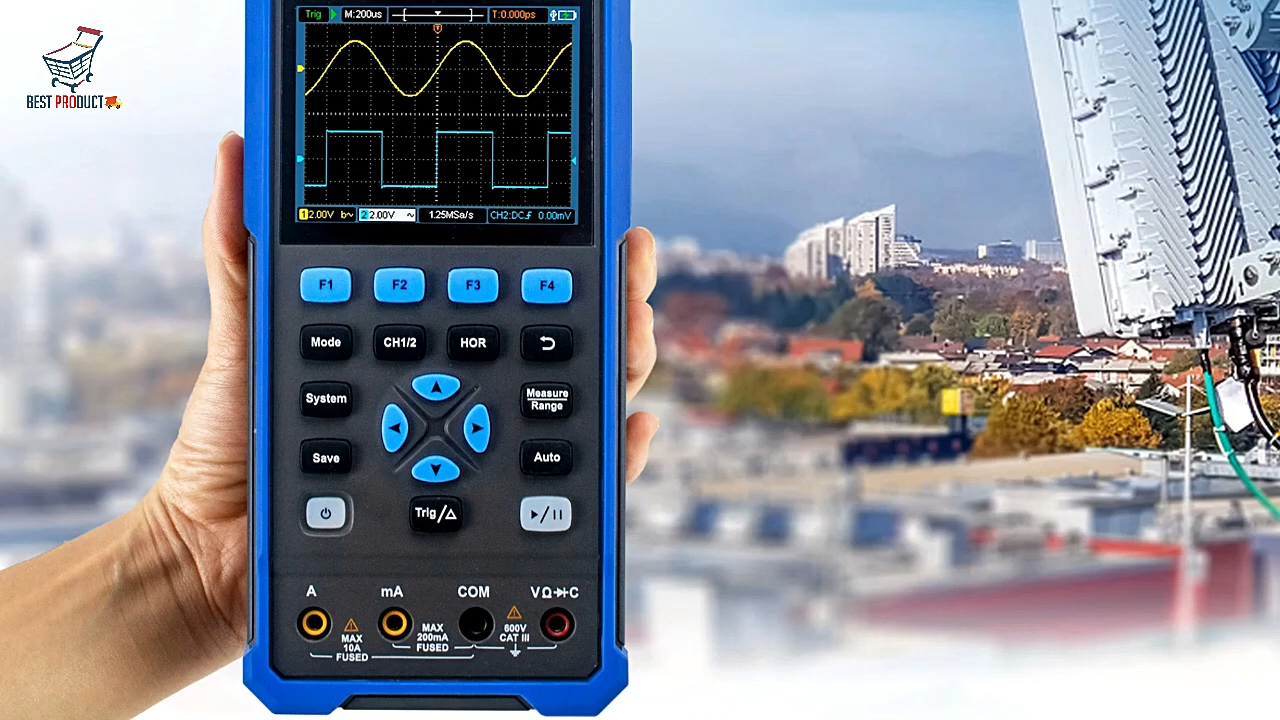 BEST PRODUCT
Trig M:200us T:0.000ps
T
1 2.00V b~ 2 2.00V ~ 1.25MSa/s CH2:DC 0.00mV
F1 F2 F3 F4
Mode CH1/2 HOR
System Measure
Range
Save Auto
Trig/△
A mA COM VΩC
MAX
10A
FUSED
MAX
200mA
FUSED
600V
CAT III